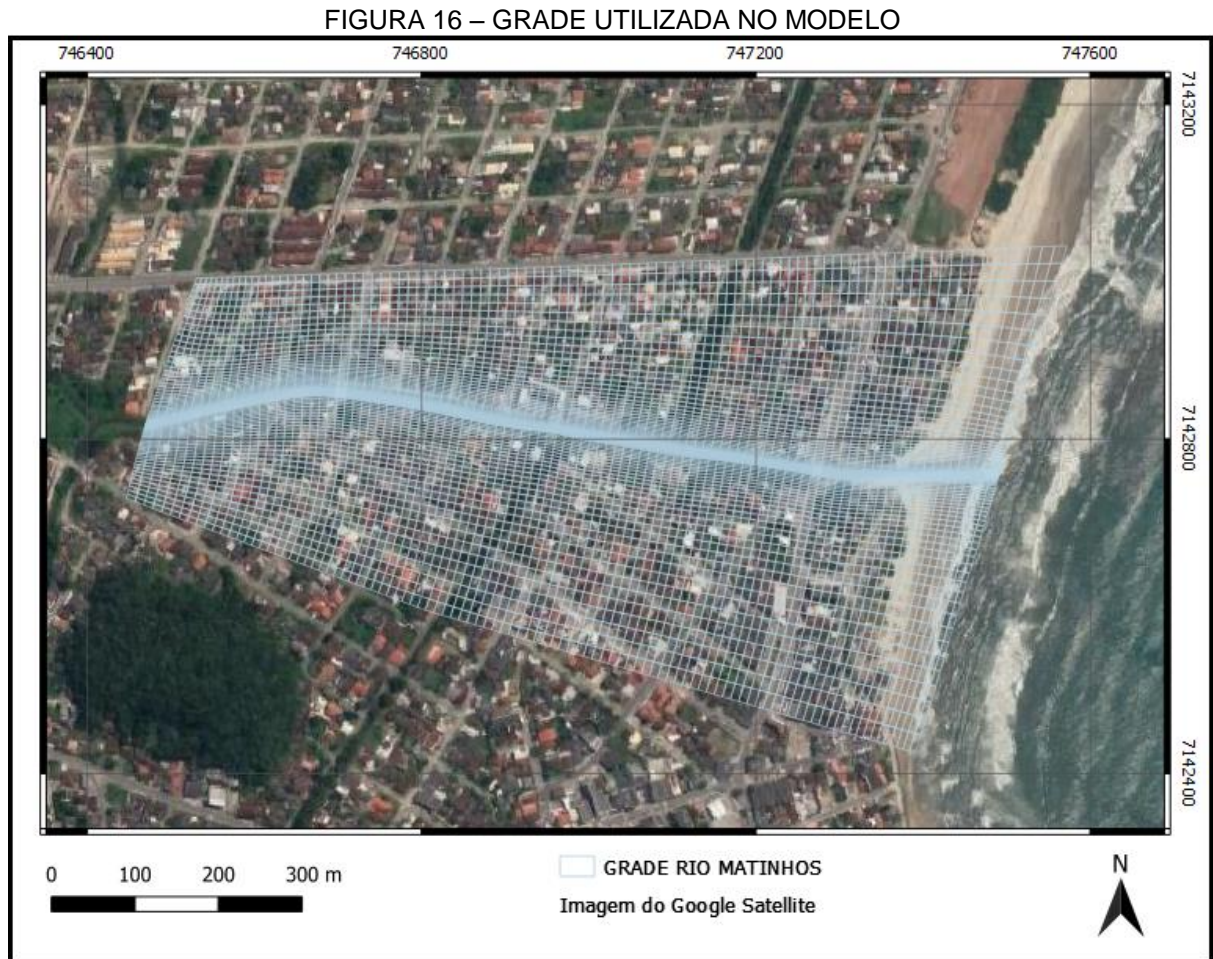 FIGURA 16 – GRADE UTILIZADA NO MODELO
746400 746800 747200 747600
7143200
7142800
7142400
0 100 200 300 m
GRADE RIO MATINHOS
Imagem do Google Satellite
N